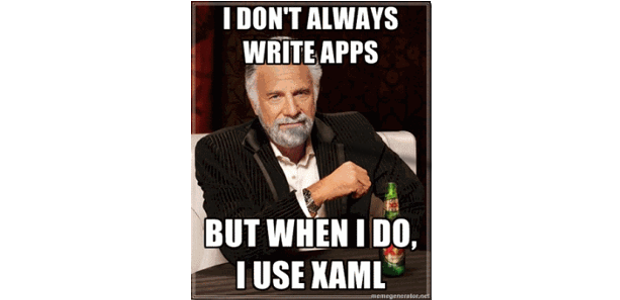 I DON'T ALWAYS
WRITE APPS
BUT WHEN I DO,
I USE XAML
memegenerator.net